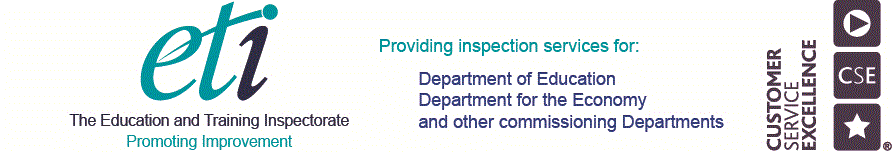 eti
The Education and Training Inspectorate
Promoting Improvement
Providing inspection services for:
Department of Education
Department for the Economy
and other commissioning Departments
CUSTOMER
SERVICE
EXCELLENCE
CSE
®